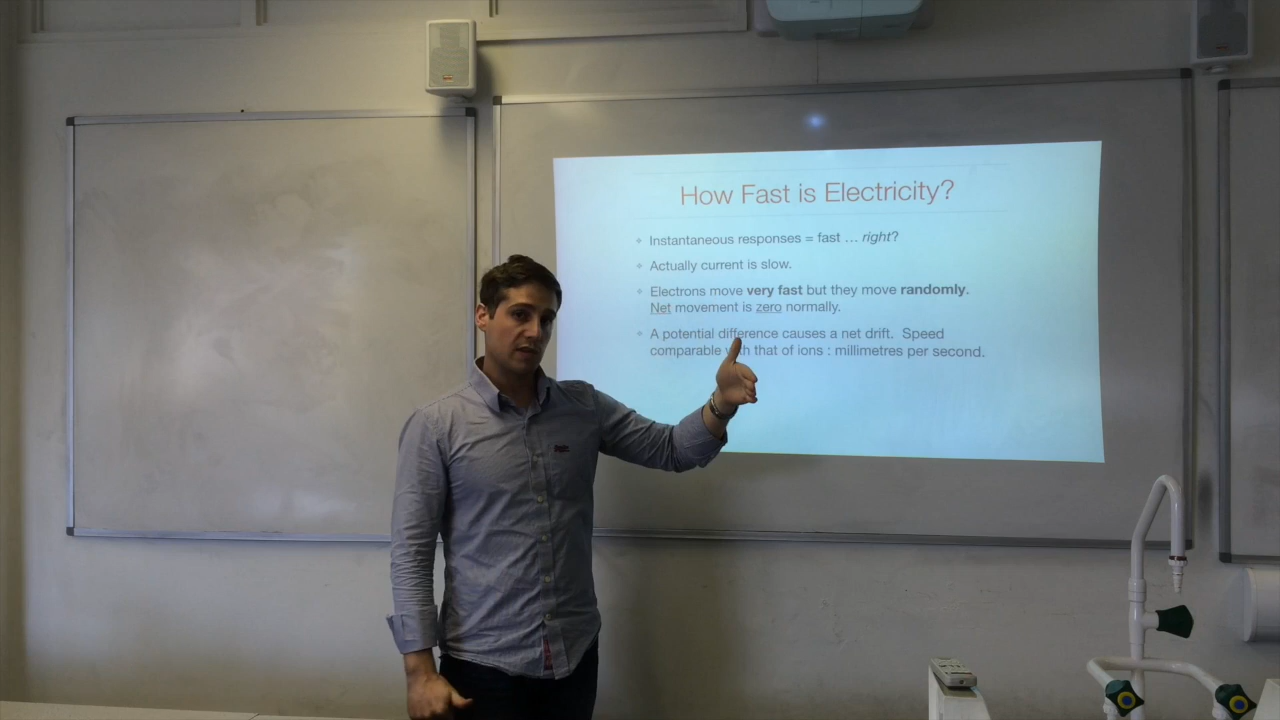 How Fast is Electricity?
Instantaneous responses = fast … right?
Actually current is slow.
Electrons move very fast but they move randomly.
Net movement is zero normally.
A potential difference causes a net drift. Speed
comparable with that of ions : millimetres per second.